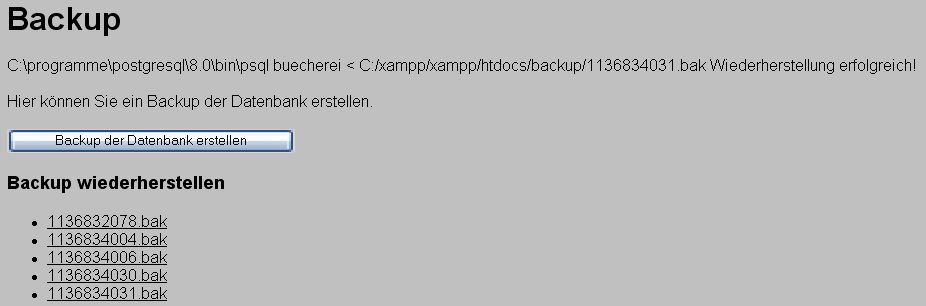 Backup
C:\programme\postgresql\8.0\bin\psql buecherei < C:/xampp/xampp/htdocs/backup/1136834031.bak Wiederherstellung erfolgreich!
Hier können Sie ein Backup der Datenbank erstellen.
Backup der Datenbank erstellen
Backup wiederherstellen
1136832078.bak
1136834004.bak
1136834006.bak
1136834030.bak
1136834031.bak